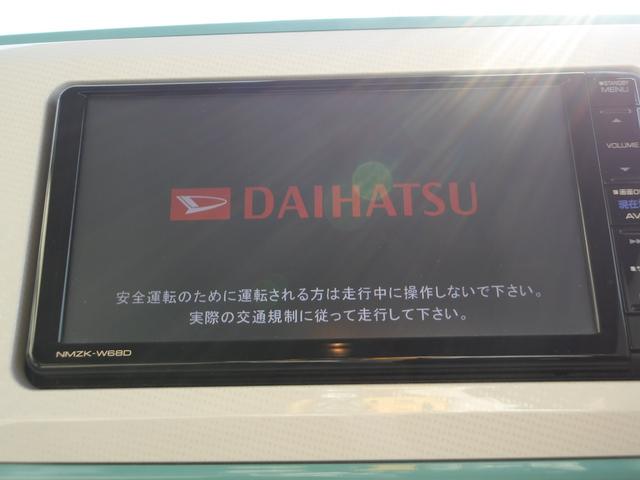 STANDBY
MENU
VOLUME
DAIHATSU
AV
安全運転のために運転される方は走行中に操作しないで下さい。
実際の交通規制に従って走行して下さい。
NMZK-W68D